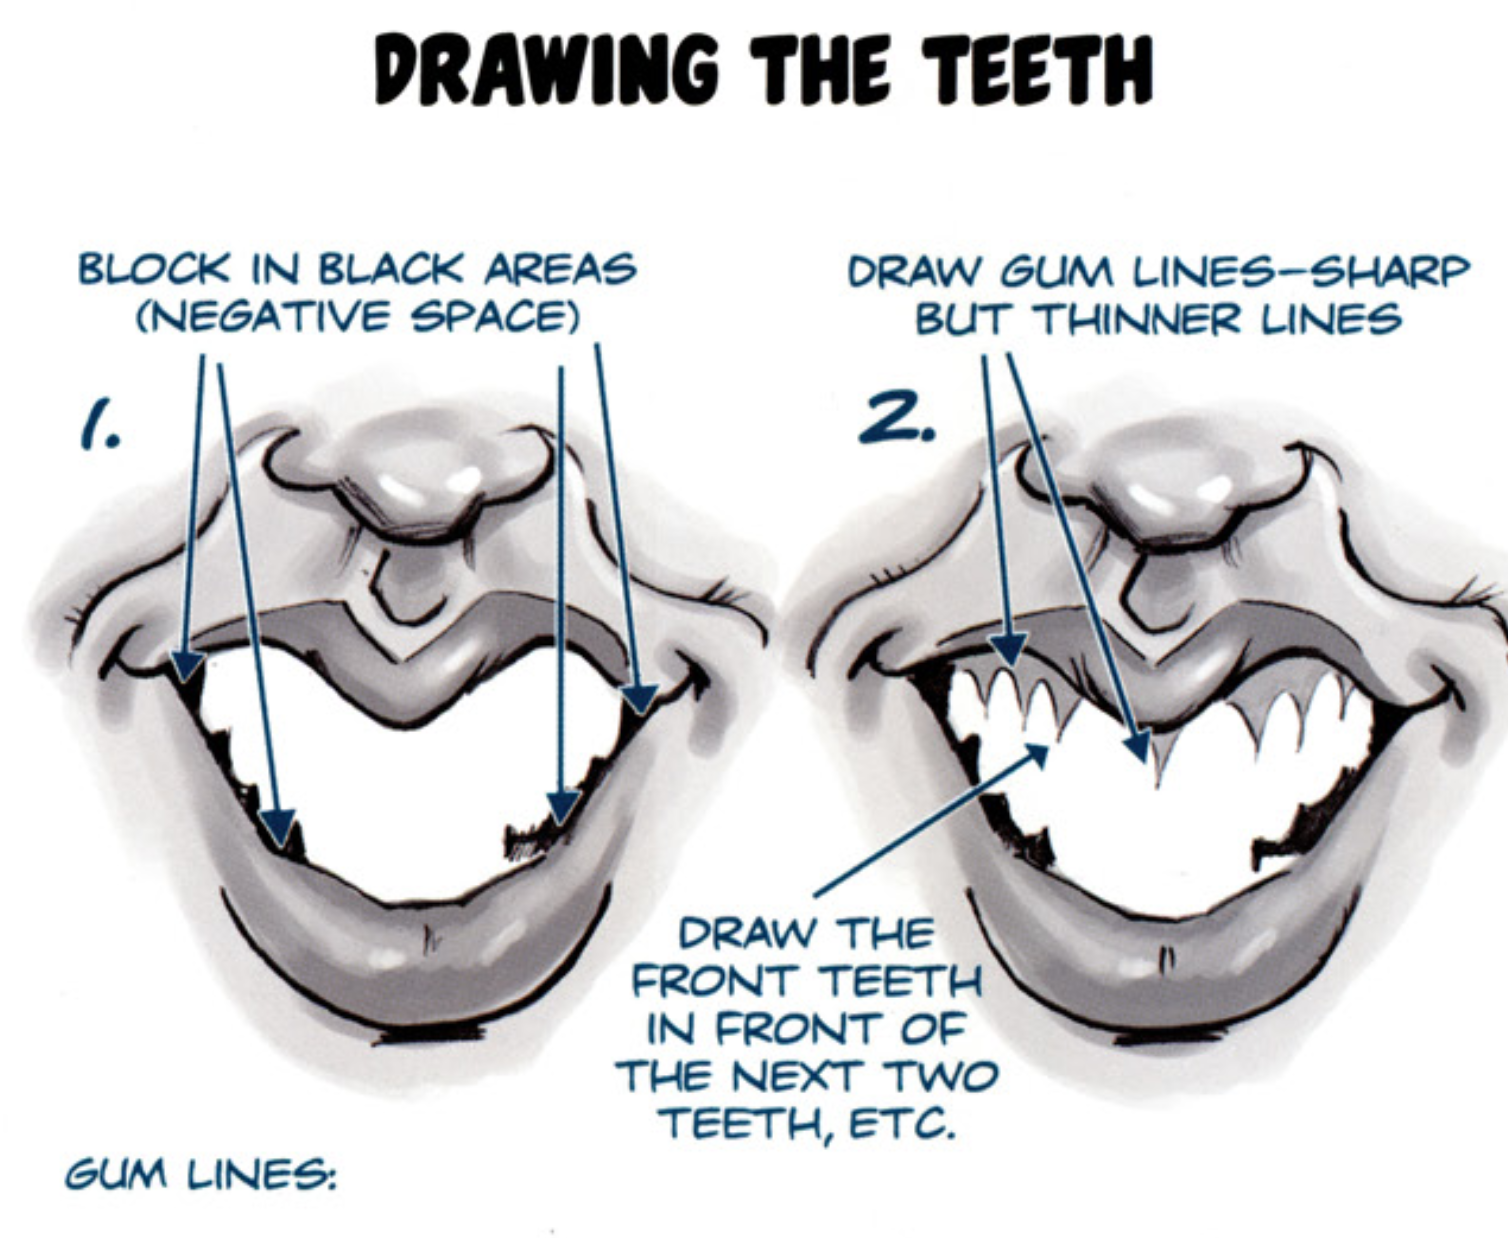 DRAWING THE TEETH
BLOCK IN BLACK AREAS
(NEGATIVE SPACE)
1.
DRAW GUM LINES—SHARP
BUT THINNER LINES
2.
DRAW THE
FRONT TEETH
IN FRONT OF
THE NEXT TWO
TEETH, ETC.
GUM LINES: